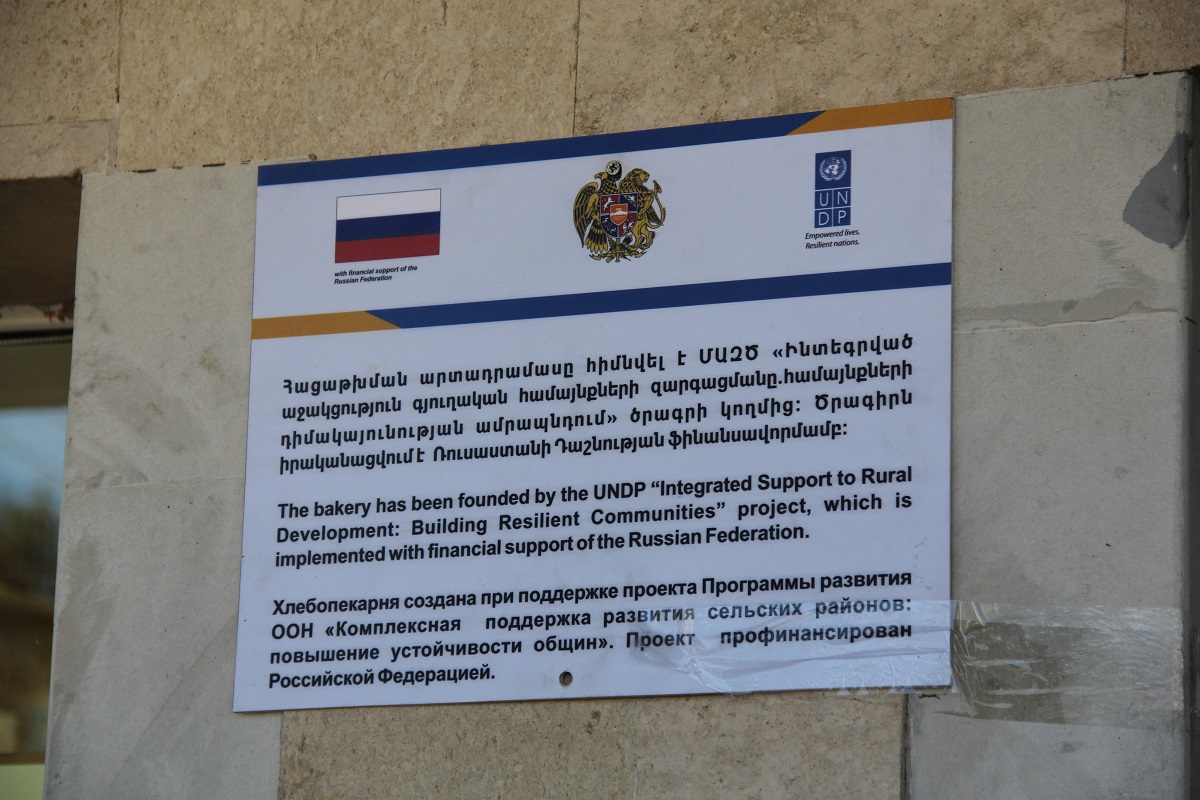 with financial support of the
Russian Federation
UN
DP
Empowered lives.
Resilient nations.
Հացաթխման արտադրամասը հիմնվել է ՄԱԶԾ «Ինտեգրված
աջակցություն գյուղական համայնքների զարգացմանը.համայնքների
դիմակայունության ամրապնդում» ծրագրի կողմից: Ծրագիրն
իրականացվում է Ռուսաստանի Դաշնության ֆինանսավորմամբ:
The bakery has been founded by the UNDP “Integrated Support to Rural
Development: Building Resilient Communities” project, which is
implemented with financial support of the Russian Federation.
Хлебопекарня создана при поддержке проекта Программы развития
ООН «Комплексная поддержка развития сельских районов:
повышение устойчивости общин». Проект профинансирован
Российской Федерацией.